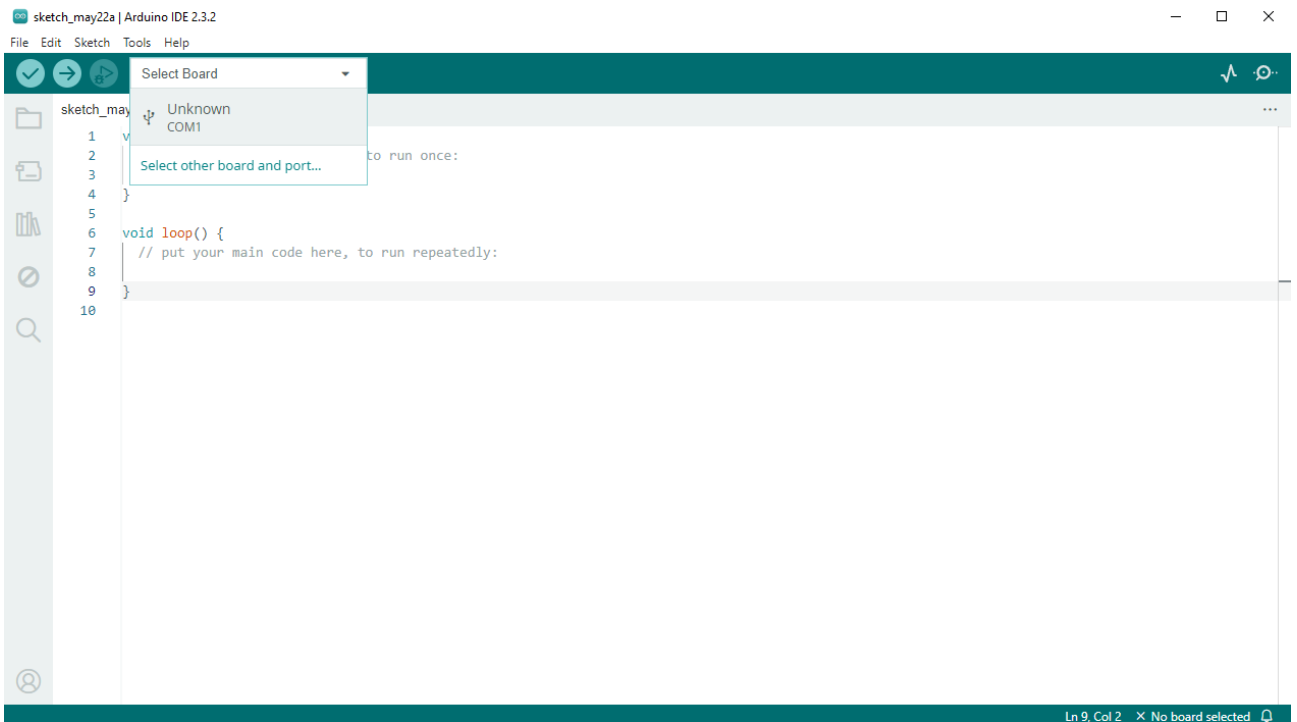 sketch_may22a | Arduino IDE 2.3.2
File Edit Sketch Tools Help
Select Board
sketch_may
Unknown
COM1
1 v
2 to run once:
Select other board and port...
3
4 }
5
6 void loop() {
7 // put your main code here, to run repeatedly:
8
9 }
10
Ln 9, Col 2 × No board selected